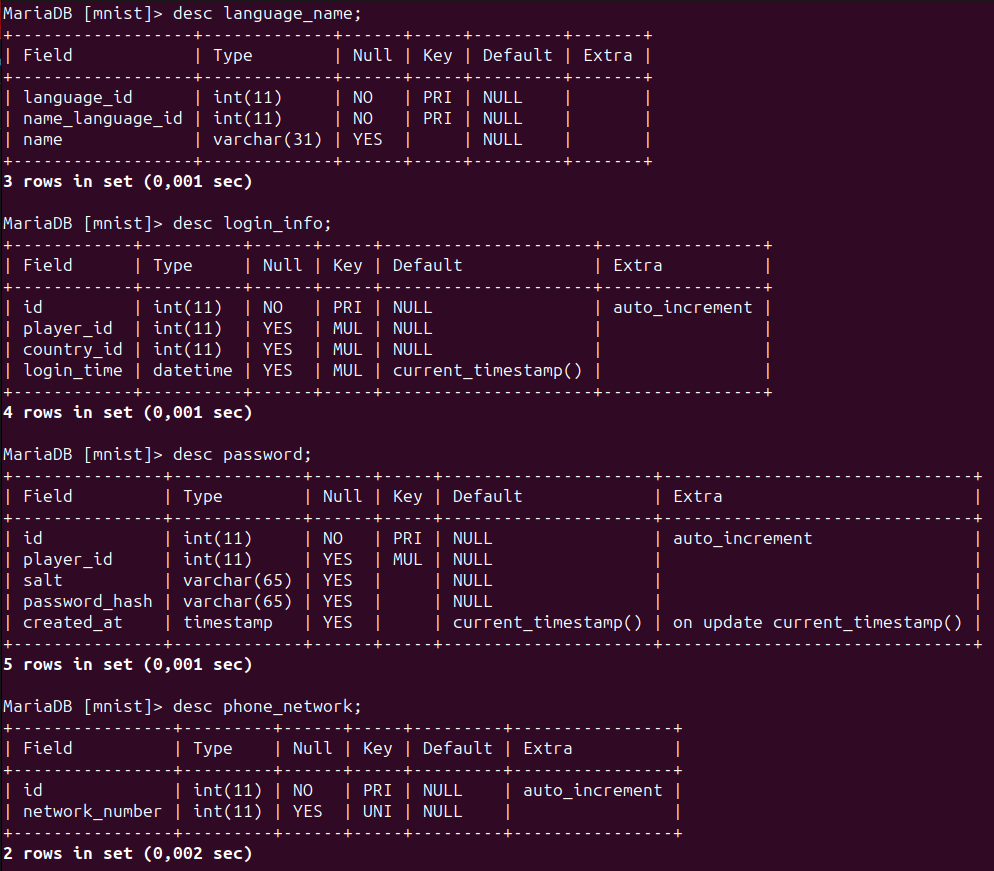 MariaDB [mnist]> desc language_name;
+------------------+-------------+------+-----+---------+-------+
| Field            | Type        | Null | Key | Default | Extra |
+------------------+-------------+------+-----+---------+-------+
| language_id      | int(11)     | NO   | PRI | NULL    |       |
| name_language_id | int(11)     | NO   | PRI | NULL    |       |
| name             | varchar(31) | YES  |     | NULL    |       |
+------------------+-------------+------+-----+---------+-------+
3 rows in set (0,001 sec)

MariaDB [mnist]> desc login_info;
+------------+----------+------+-----+---------------------+----------------+
| Field      | Type     | Null | Key | Default             | Extra          |
+------------+----------+------+-----+---------------------+----------------+
| id         | int(11)  | NO   | PRI | NULL                | auto_increment |
| player_id  | int(11)  | YES  | MUL | NULL                |                |
| country_id | int(11)  | YES  | MUL | NULL                |                |
| login_time | datetime | YES  | MUL | current_timestamp() |                |
+------------+----------+------+-----+---------------------+----------------+
4 rows in set (0,001 sec)

MariaDB [mnist]> desc password;
+---------------+-------------+------+-----+---------------------+-------------------------------+
| Field         | Type        | Null | Key | Default             | Extra                         |
+---------------+-------------+------+-----+---------------------+-------------------------------+
| id            | int(11)     | NO   | PRI | NULL                | auto_increment                |
| player_id     | int(11)     | YES  | MUL | NULL                |                               |
| salt          | varchar(65) | YES  |     | NULL                |                               |
| password_hash | varchar(65) | YES  |     | NULL                |                               |
| created_at    | timestamp   | YES  |     | current_timestamp() | on update current_timestamp() |
+---------------+-------------+------+-----+---------------------+-------------------------------+
5 rows in set (0,001 sec)

MariaDB [mnist]> desc phone_network;
+----------------+---------+------+-----+---------+----------------+
| Field          | Type    | Null | Key | Default | Extra          |
+----------------+---------+------+-----+---------+----------------+
| id             | int(11) | NO   | PRI | NULL    | auto_increment |
| network_number | int(11) | YES  | UNI | NULL    |                |
+----------------+---------+------+-----+---------+----------------+
2 rows in set (0,002 sec)